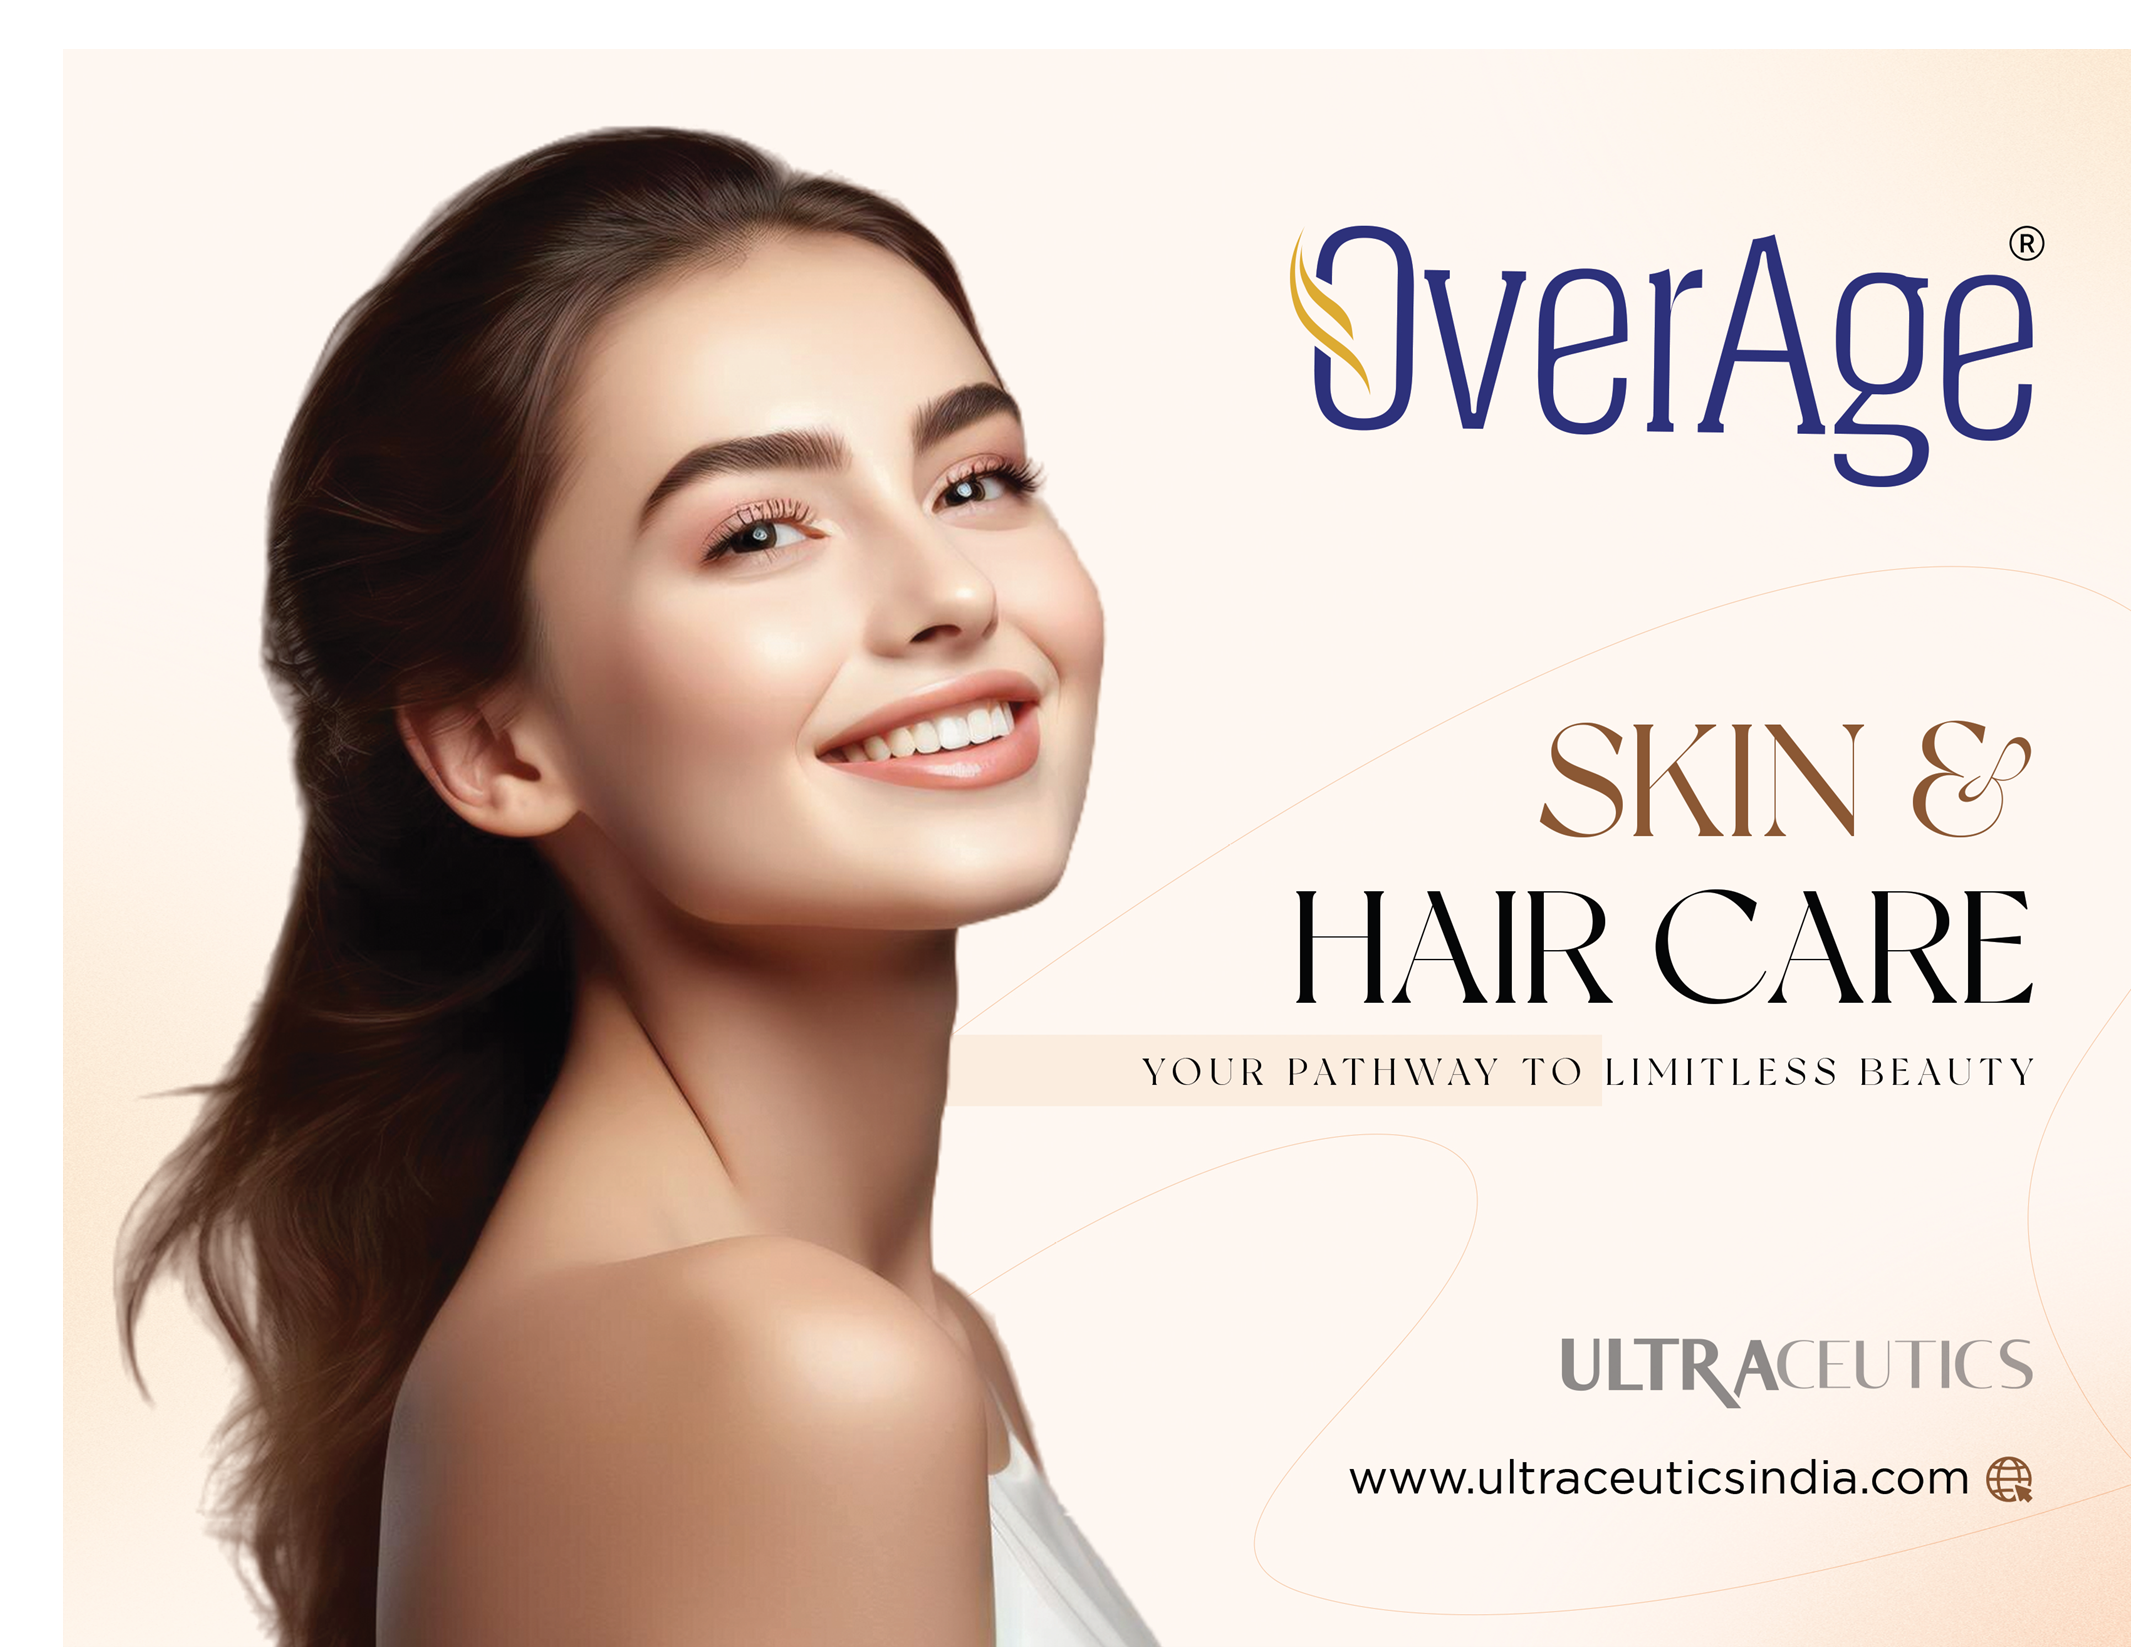 OverAge®
SKIN &
HAIR CARE
YOUR PATHWAY TO LIMITLESS BEAUTY
ULTRACEUTICS
www.ultraceuticsindia.com